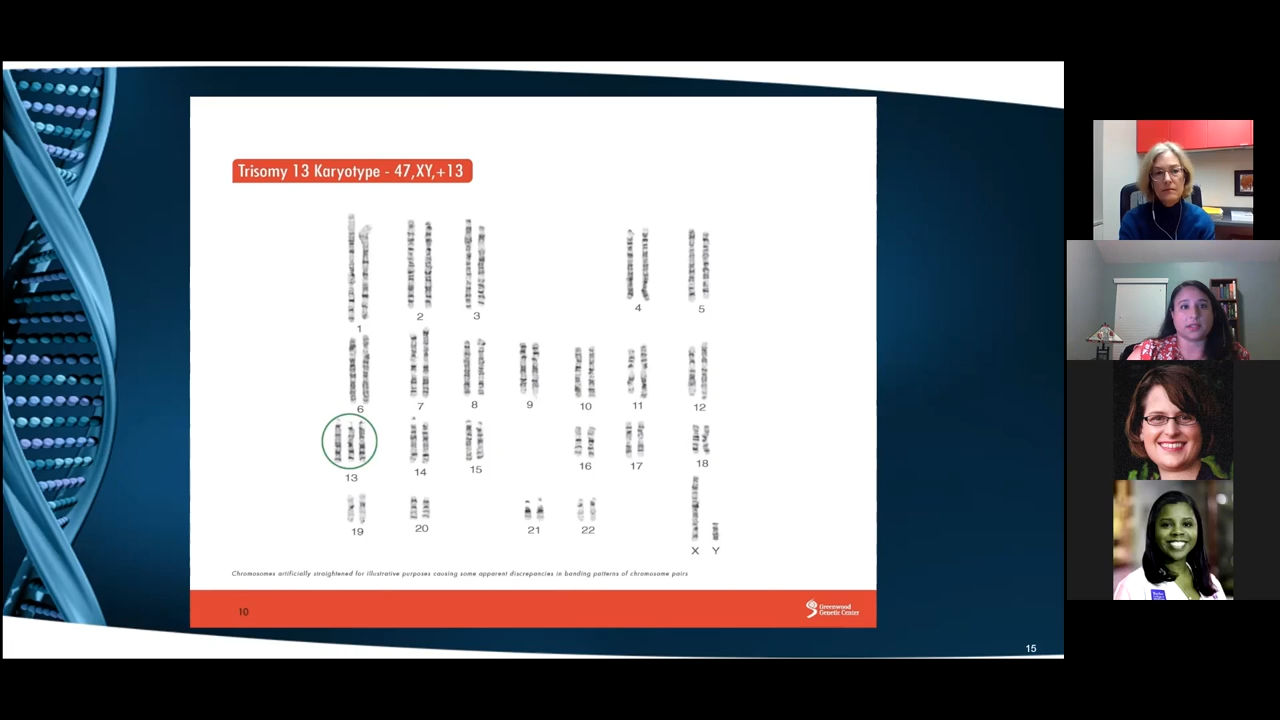 Trisomy 13 Karyotype - 47,XY,+13
1 2 3 4 5
6 7 8 9 10 11 12
13 14 15 16 17 18
19 20 21 22 X Y
Chromosomes artificially straightened for illustrative purposes causing some apparent discrepancies in banding patterns of chromosome pairs
10
Greenwood
Genetic Center
15